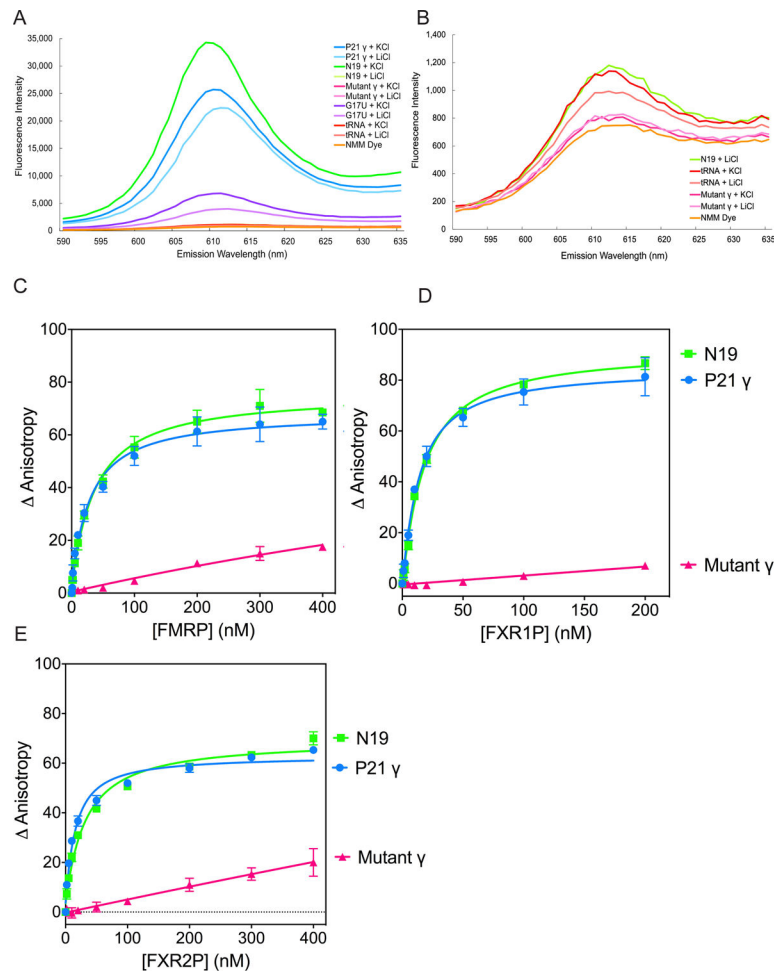 A
Fluorescence Intensity
35,000
30,000
25,000
20,000
15,000
10,000
5,000
0
590 595 600 605 610 615 620 625 630 635
Emission Wavelength (nm)
P21 γ + KCl
P21 γ + LiCl
N19 + KCl
N19 + LiCl
Mutant γ + KCl
Mutant γ + LiCl
G17U + KCl
G17U + LiCl
tRNA + KCl
tRNA + LiCl
NMM Dye
B
Fluorescence Intensity
1,400
1,200
1,000
800
600
400
200
0
590 595 600 605 610 615 620 625 630 635
Emission Wavelength (nm)
N19 + LiCl
tRNA + KCl
tRNA + LiCl
Mutant γ + KCl
Mutant γ + LiCl
NMM Dye
C
Δ Anisotropy
100
80
60
40
20
0
0 100 200 300 400
[FMRP] (nM)
D
Δ Anisotropy
100
80
60
40
20
0
0 50 100 150 200
[FXR1P] (nM)
N19
P21 γ
Mutant γ
E
Δ Anisotropy
100
80
60
40
20
0
0 100 200 300 400
[FXR2P] (nM)
N19
P21 γ
Mutant γ